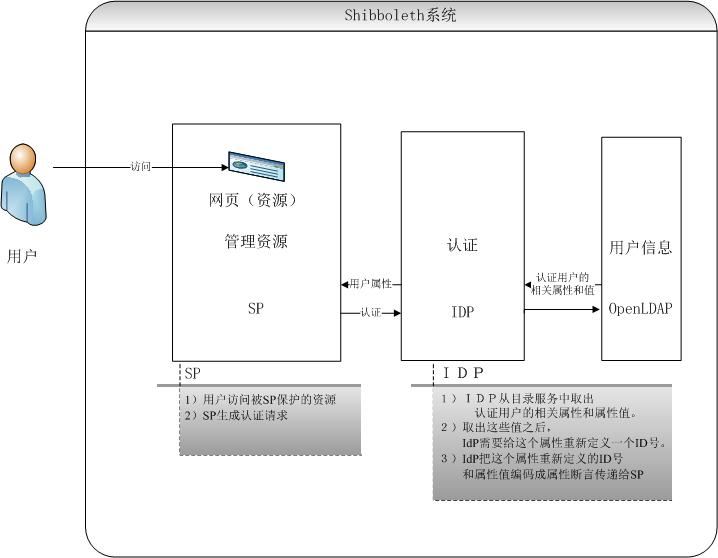 Shibboleth系统
访问
网页（资源）
管理资源
SP
用户
用户属性
认证
认证
IDP
认证用户的
相关属性和值
用户信息
OpenLDAP
SP
1）用户访问被SP保护的资源
2）SP生成认证请求
ＩＤＰ
１）ＩＤＰ从目录服务中取出
认证用户的相关属性和属性值。
２）取出这些值之后，
IdP需要给这个属性重新定义一个ID号。
３）IdP把这个属性重新定义的ID号
和属性值编码成属性断言传递给SP